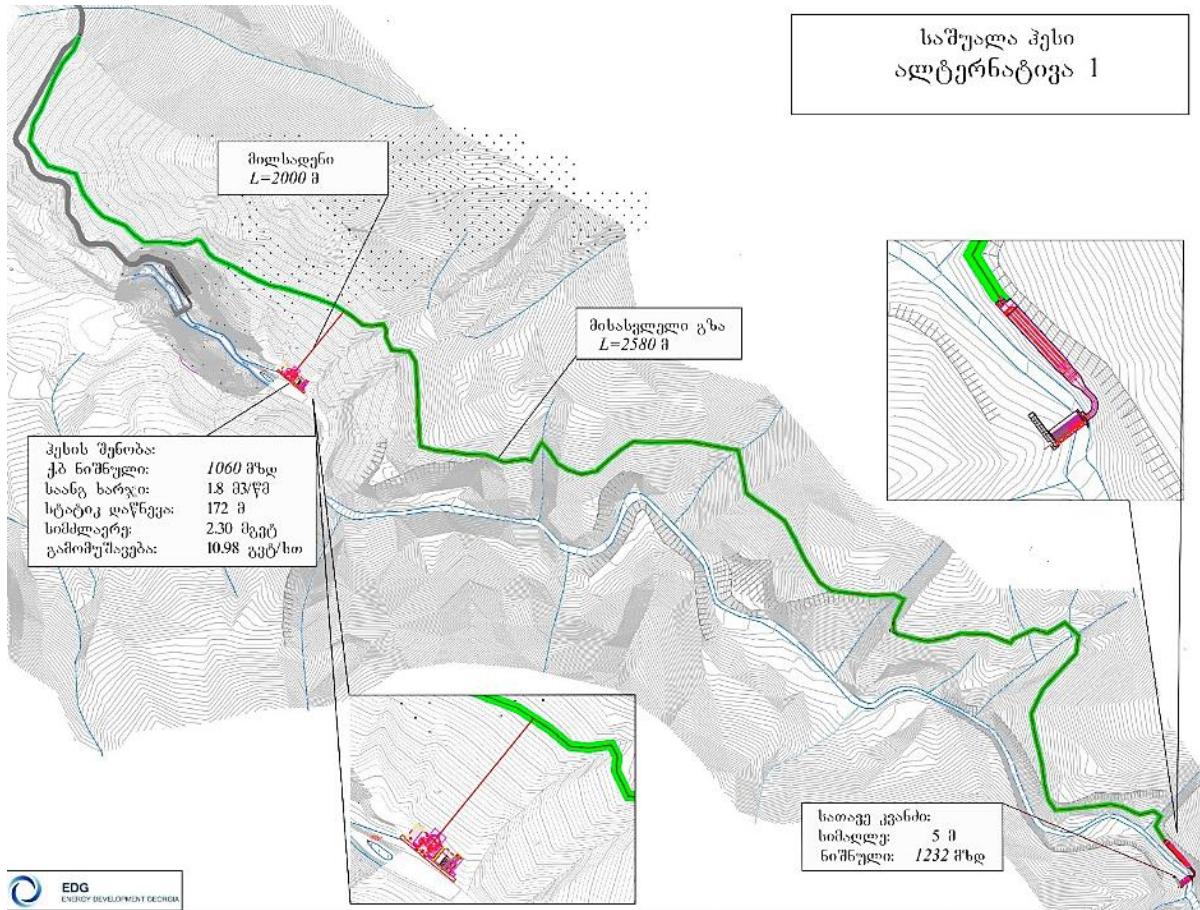 საშუალა ჰესი
ალტერნატივა 1
მილსადენი
L=2000 მ
მისასვლელი გზა
L=2580 მ
ჰესის შენობა:
ქ.ბ ნიშნული: 1060 მზდ
საანგ ხარჯი: 1.8 მ3/წმ
სტატიკ დაწნევა: 172 მ
სიმძლაერე: 2.30 მგვტ
გამომუშავება: 10.98 გვტ/სთ
სათავე კვანძი:
სიმაღლე: 5 მ
ნიშნული: 1232 მზდ
EDG
ENERGY DEVELOPMENT GEORGIA